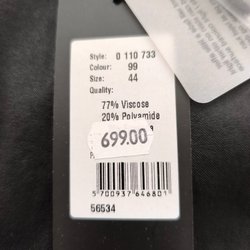 Style: 0 110 733
Colour: 99
Size: 44
Quality:
77% Viscose
20% Polyamide
699.00
5700937646801
56534